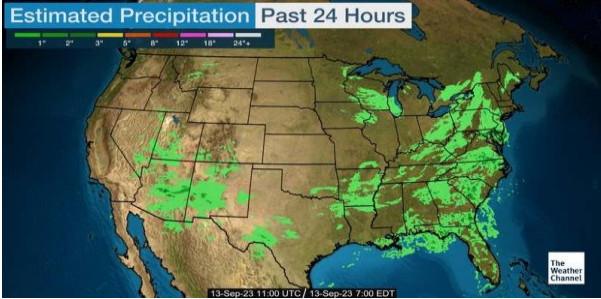 Estimated Precipitation Past 24 Hours
1" 2" 3" 5" 8" 12" 18" 24"+
The
Weather
Channel
13-Sep-23 11:00 UTC / 13-Sep-23 7:00 EDT